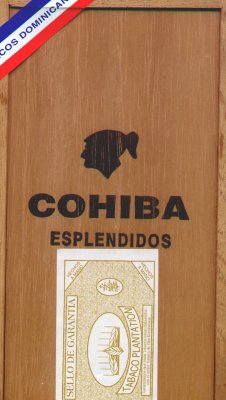 COS DOMINICAN
COHIBA
ESPLENDIDOS
SELLO DE GARANTIA
TABACO PLANTATION